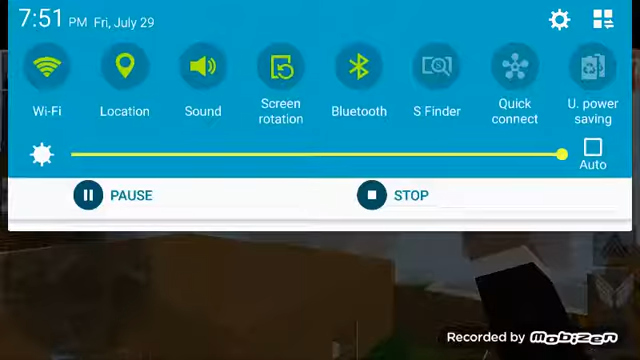 7:51 PM Fri, July 29
Wi-Fi
Location
Sound
Screen
rotation
Bluetooth
S Finder
Quick
connect
U. power
saving
Auto
PAUSE
STOP
Recorded by mobizen